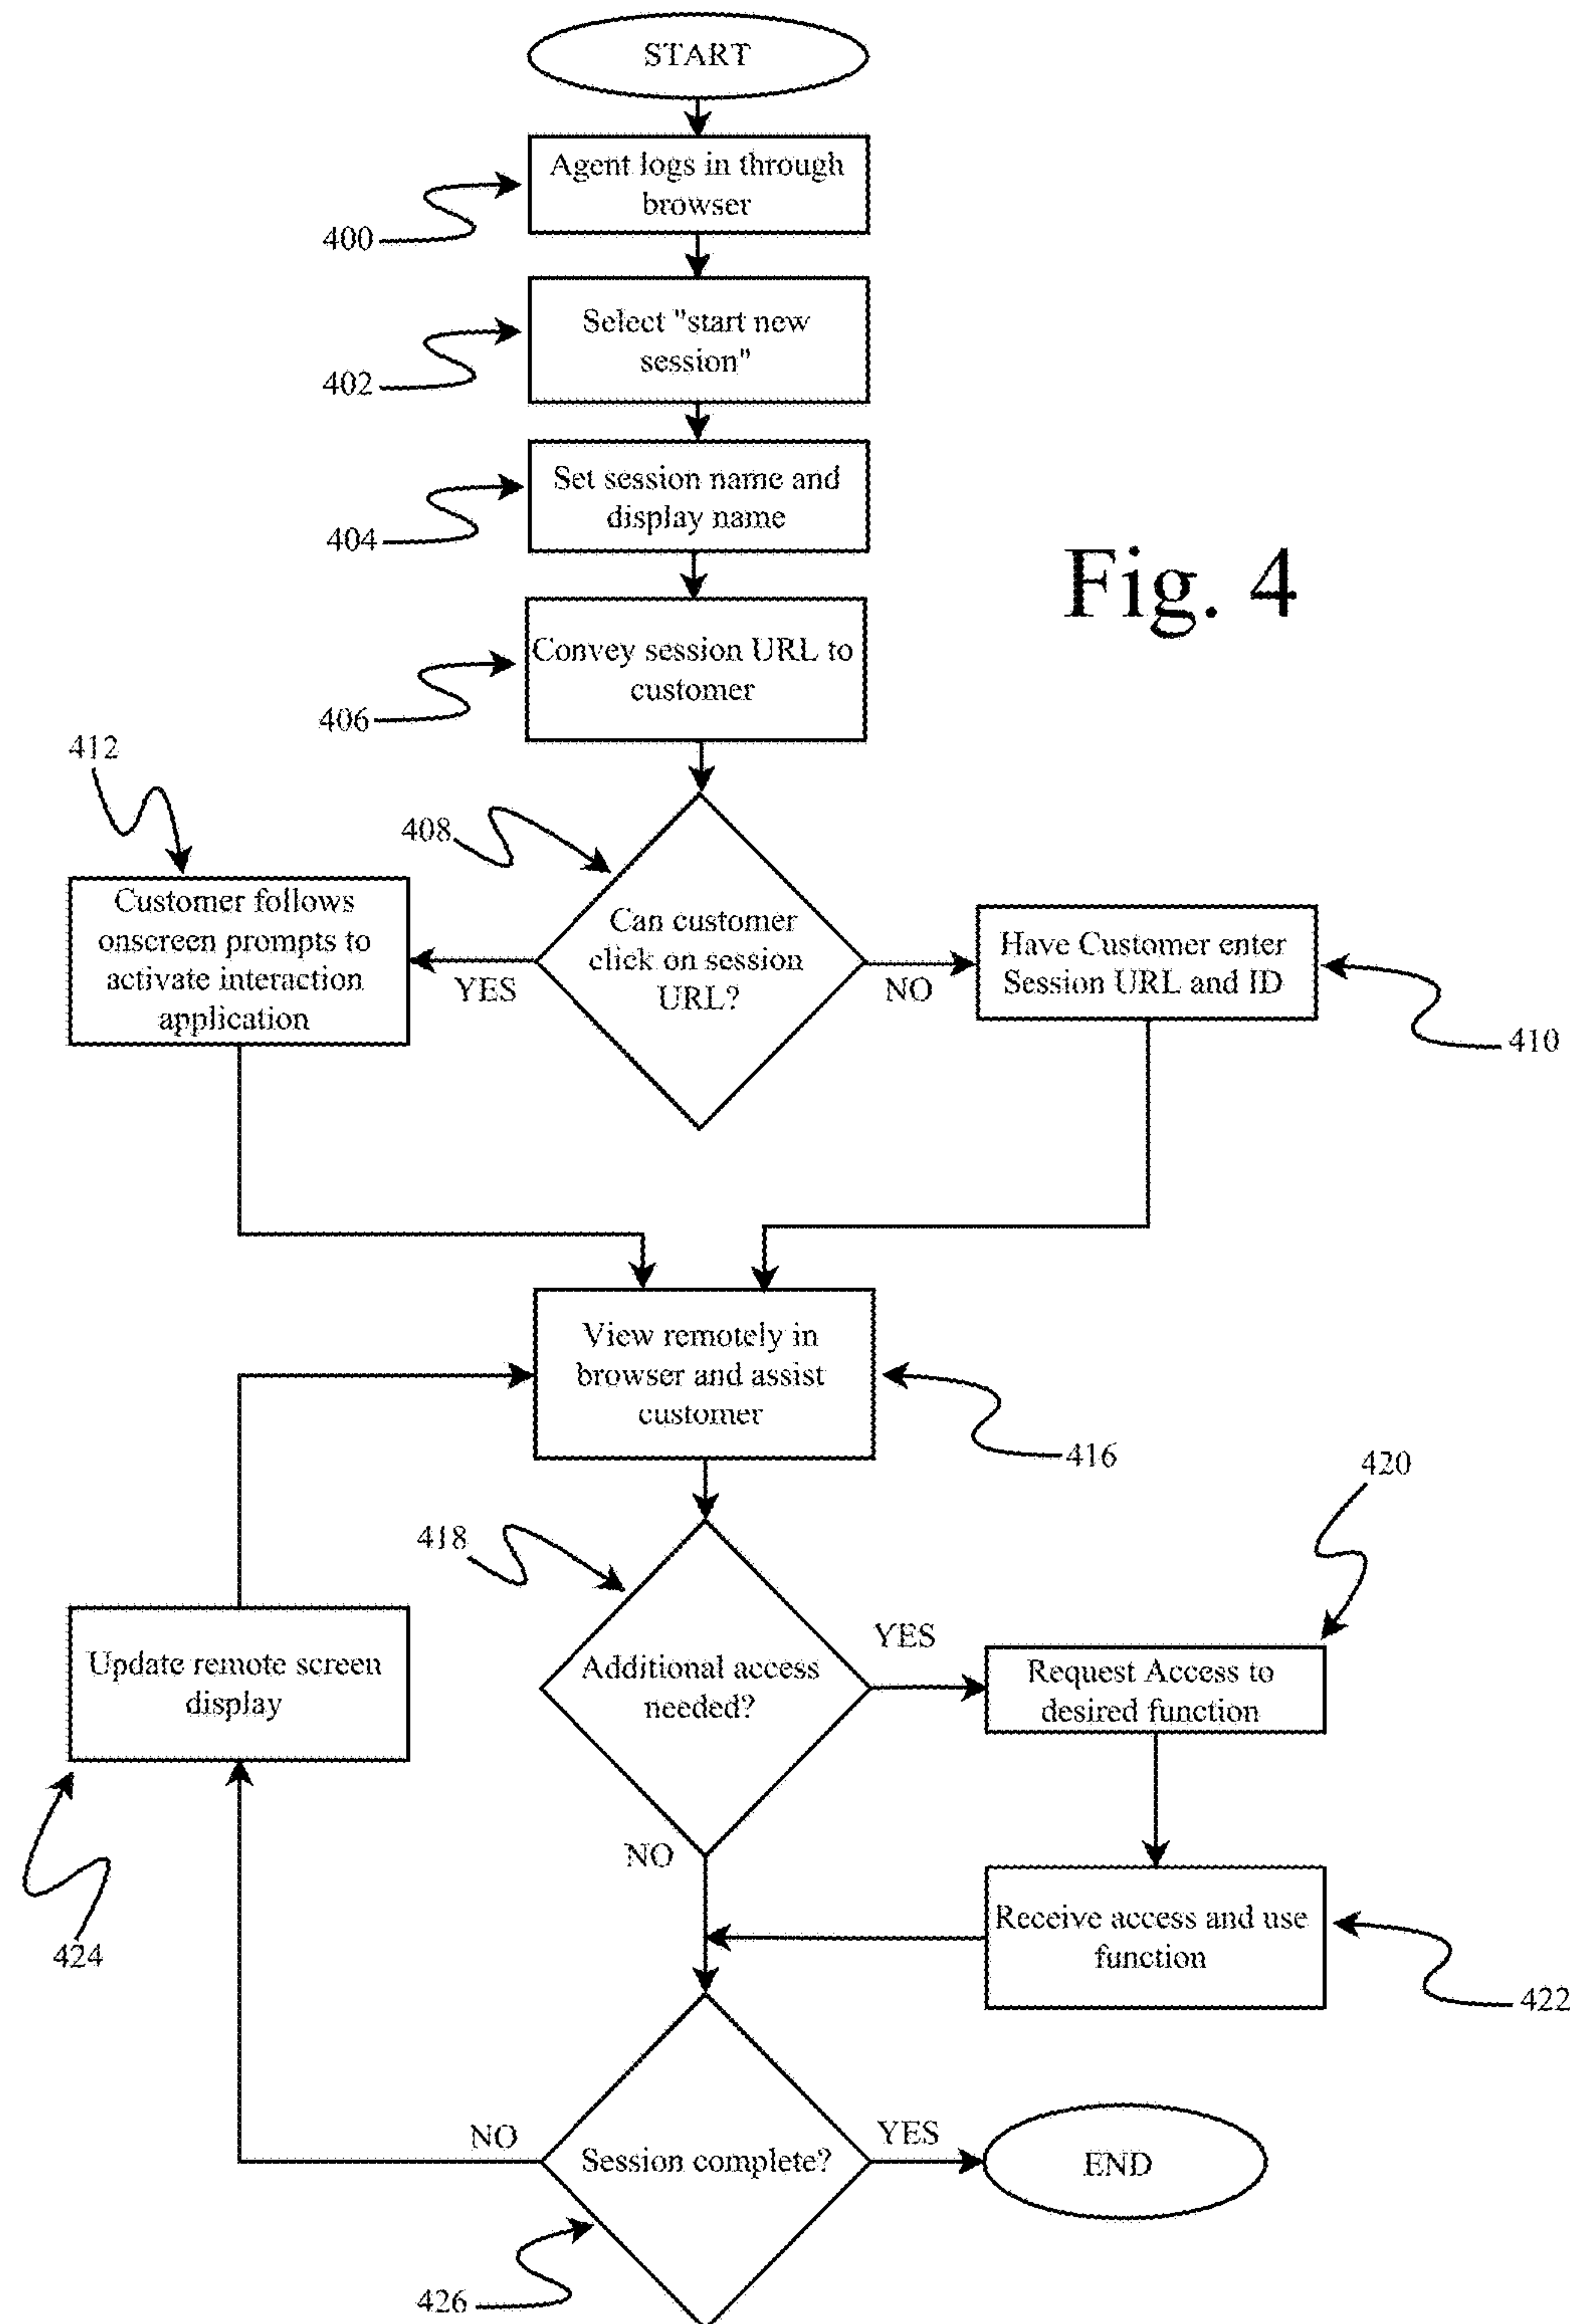 START
Agent logs in through
browser
400
Select "start new
session"
402
Set session name and
display name
404
Fig. 4
Convey session URL to
customer
406
412
408
Customer follows
onscreen prompts to
activate interaction
application
YES
Can customer
click on session
URL?
NO
Have Customer enter
Session URL and ID
410
View remotely in
browser and assist
customer
416
420
418
Update remote screen
display
Additional access
needed?
YES
Request Access to
desired function
NO
424
Receive access and use
function
422
NO
Session complete?
YES
END
426